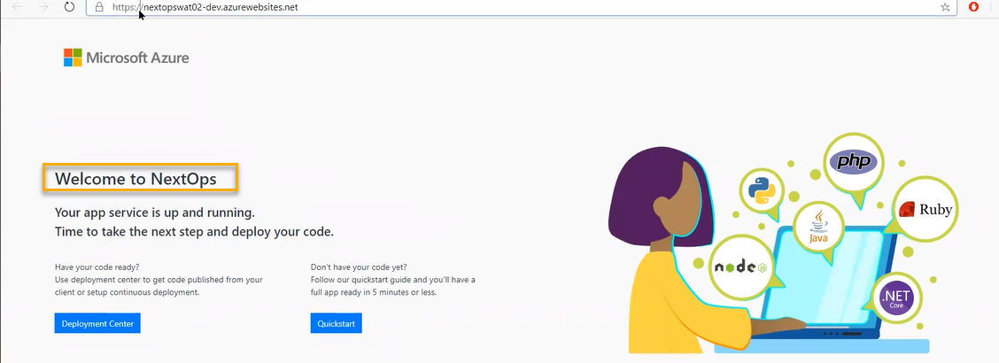 https://nextopswat02-dev.azurewebsites.net
Microsoft Azure
Welcome to NextOps
Your app service is up and running.
Time to take the next step and deploy your code.
Have your code ready?
Use deployment center to get code published from your
client or setup continuous deployment.
Deployment Center
Don't have your code yet?
Follow our quickstart guide and you'll have a
full app ready in 5 minutes or less.
Quickstart
php
Ruby
Java
node
JS
.NET
Core